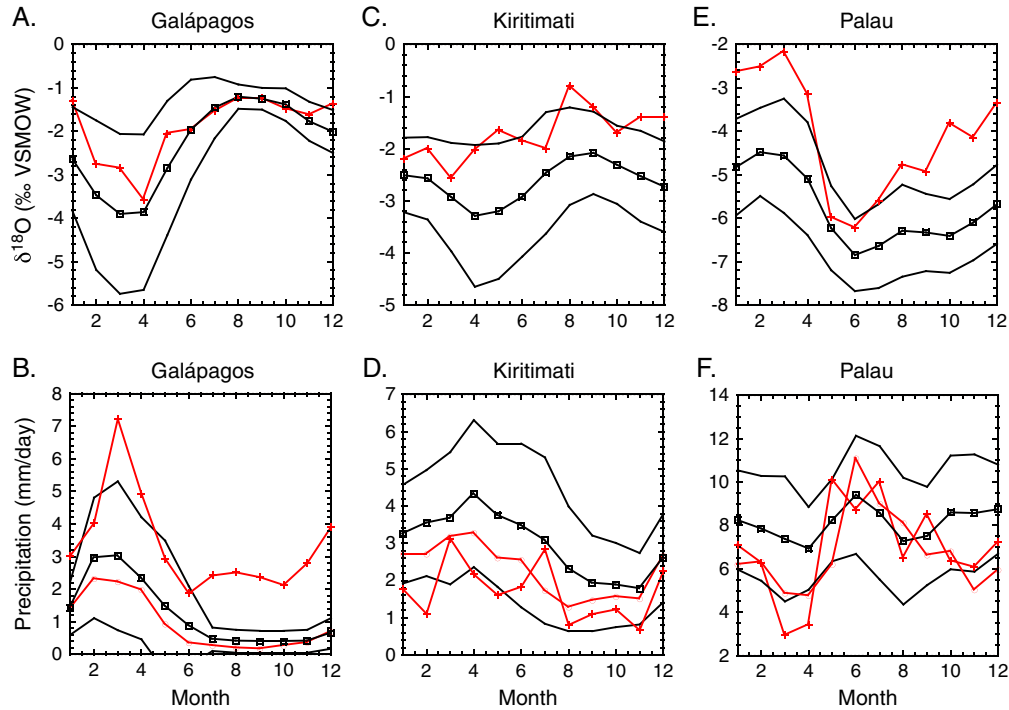 A. Galápagos
C. Kiritimati
E. Palau
δ18O (‰ VSMOW)
0
-1
-2
-3
-4
-5
-6
2 4 6 8 10 12
0
-1
-2
-3
-4
-5
2 4 6 8 10 12
-2
-3
-4
-5
-6
-7
-8
2 4 6 8 10 12
B. Galápagos
D. Kiritimati
F. Palau
Precipitation (mm/day)
8
7
6
5
4
3
2
1
0
2 4 6 8 10 12
Month
7
6
5
4
3
2
1
0
2 4 6 8 10 12
Month
14
12
10
8
6
4
2
2 4 6 8 10 12
Month